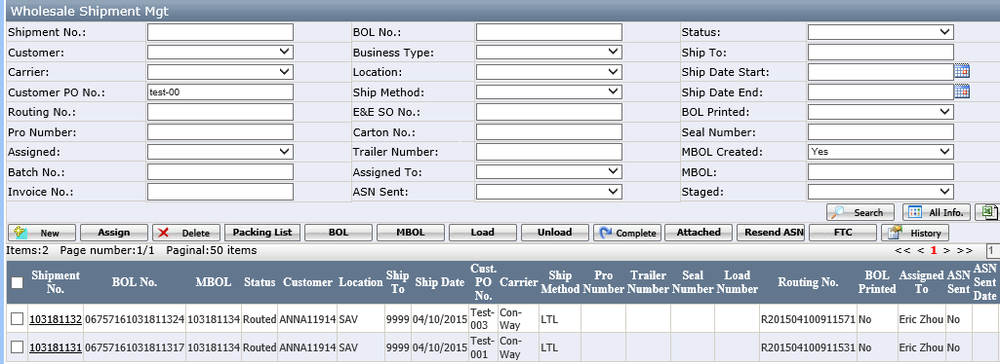 Wholesale Shipment Mgt
Shipment No.: BOL No.: Status:
Customer: Business Type: Ship To:
Carrier: Location: Ship Date Start:
Customer PO No.: test-00 Ship Method: Ship Date End:
Routing No.: E&E SO No.: BOL Printed:
Pro Number: Carton No.: Seal Number:
Assigned: Trailer Number: MBOL Created: Yes
Batch No.: Assigned To: MBOL:
Invoice No.: ASN Sent: Staged:
Search All Info.
New Assign Delete Packing List BOL MBOL Load Unload Complete Attached Resend ASN FTC History
Items:2 Page number:1/1 Paginal:50 items << < 1 > >> 1
Shipment No. BOL No. MBOL Status Customer Location Ship To Ship Date Cust. PO No. Carrier Ship Method Pro Number Trailer Number Seal Number Load Number Routing No. BOL Printed Assigned To ASN Sent ASN Sent Date
103181132 06757161031811324 103181134 Routed ANNA11914 SAV 9999 04/10/2015 Test-003 Con-Way LTL R201504100911571 No Eric Zhou No
103181131 06757161031811317 103181134 Routed ANNA11914 SAV 9999 04/10/2015 Test-001 Con-Way LTL R201504100911531 No Eric Zhou No